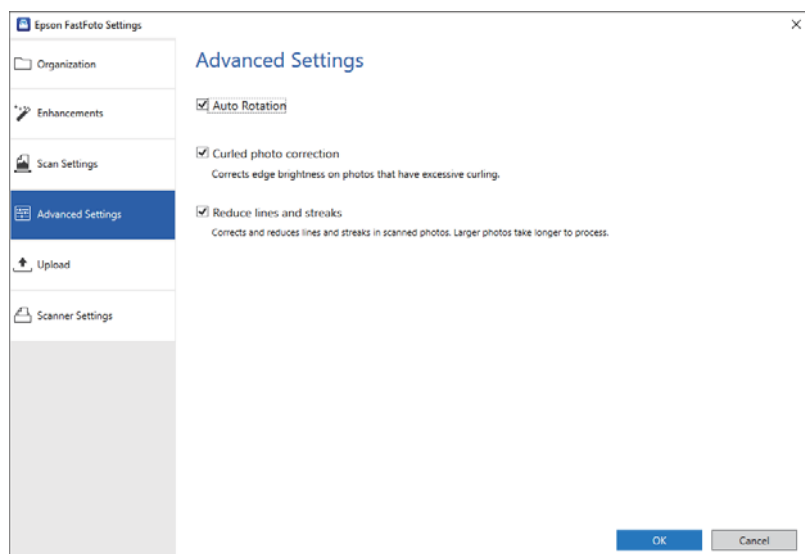 Epson FastFoto Settings
Organization
Enhancements
Scan Settings
Advanced Settings
Upload
Scanner Settings
Advanced Settings
Auto Rotation
Curled photo correction
Corrects edge brightness on photos that have excessive curling.
Reduce lines and streaks
Corrects and reduces lines and streaks in scanned photos. Larger photos take longer to process.
OK
Cancel